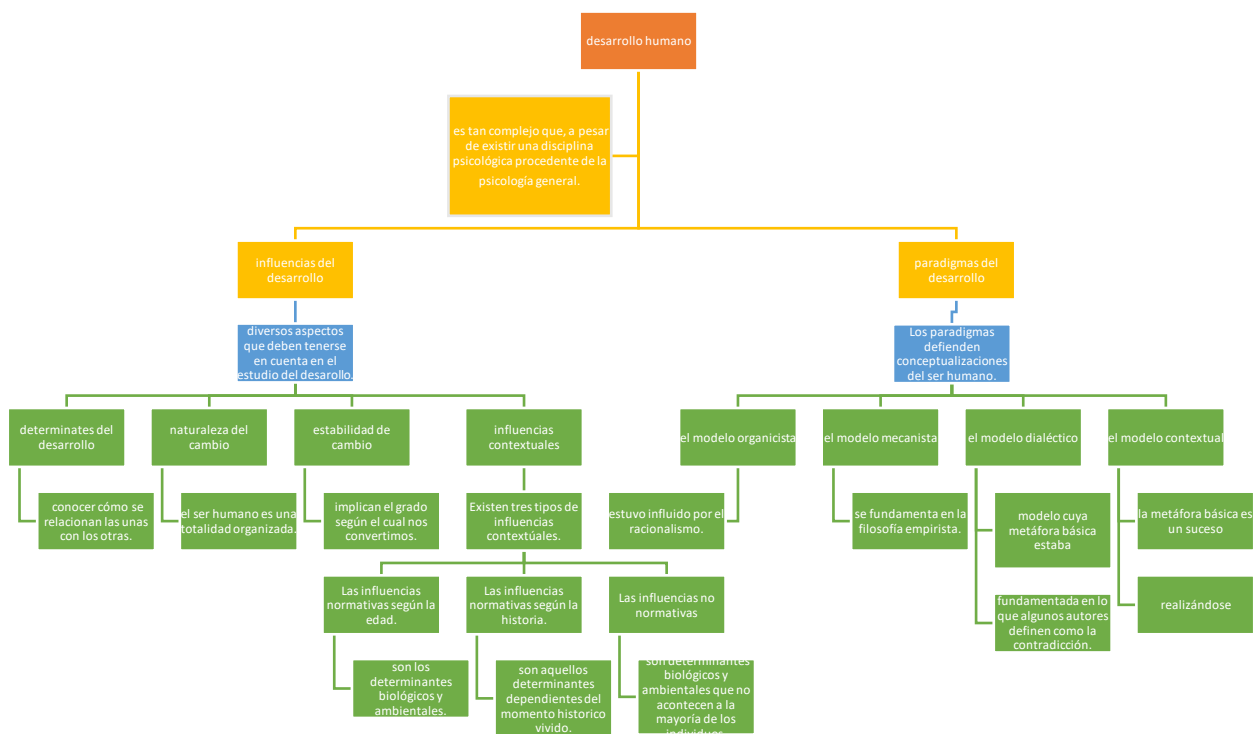 desarrollo humano
es tan complejo que, a pesar
de existir una disciplina
psicológica procedente de la
psicología general.
influencias del
desarrollo
diversos aspectos
que deben tenerse
en cuenta en el
estudio del desarollo.
determinates del
desarrollo
conocer cómo se
relacionan las unas
con los otras.
naturaleza del
cambio
el ser humano es una
totalidad organizada.
estabilidad de
cambio
implican el grado
según el cual nos
convertimos.
influencias
contextuales
Existen tres tipos de
influencias
contextúales.
Las influencias
normativas según la
edad.
son los
determinantes
biológicos y
ambientales.
Las influencias
normativas según la
historia.
son aquellos
determinantes
dependientes del
momento historico
vivido.
Las influencias no
normativas
son determinantes
biológicos y
ambientales que no
acontecen a la
mayoría de los
individuos.
paradigmas del
desarrollo
Los paradigmas
defienden
conceptualizaciones
del ser humano.
el modelo organicista
estuvo influido por el
racionalismo.
el modelo mecanista
se fundamenta en la
filosofía empirista.
el modelo dialéctico
modelo cuya
metáfora básica
estaba
fundamentada en lo
que algunos autores
definen como la
contradicción.
el modelo contextual
la metáfora básica es
un suceso
realizándose